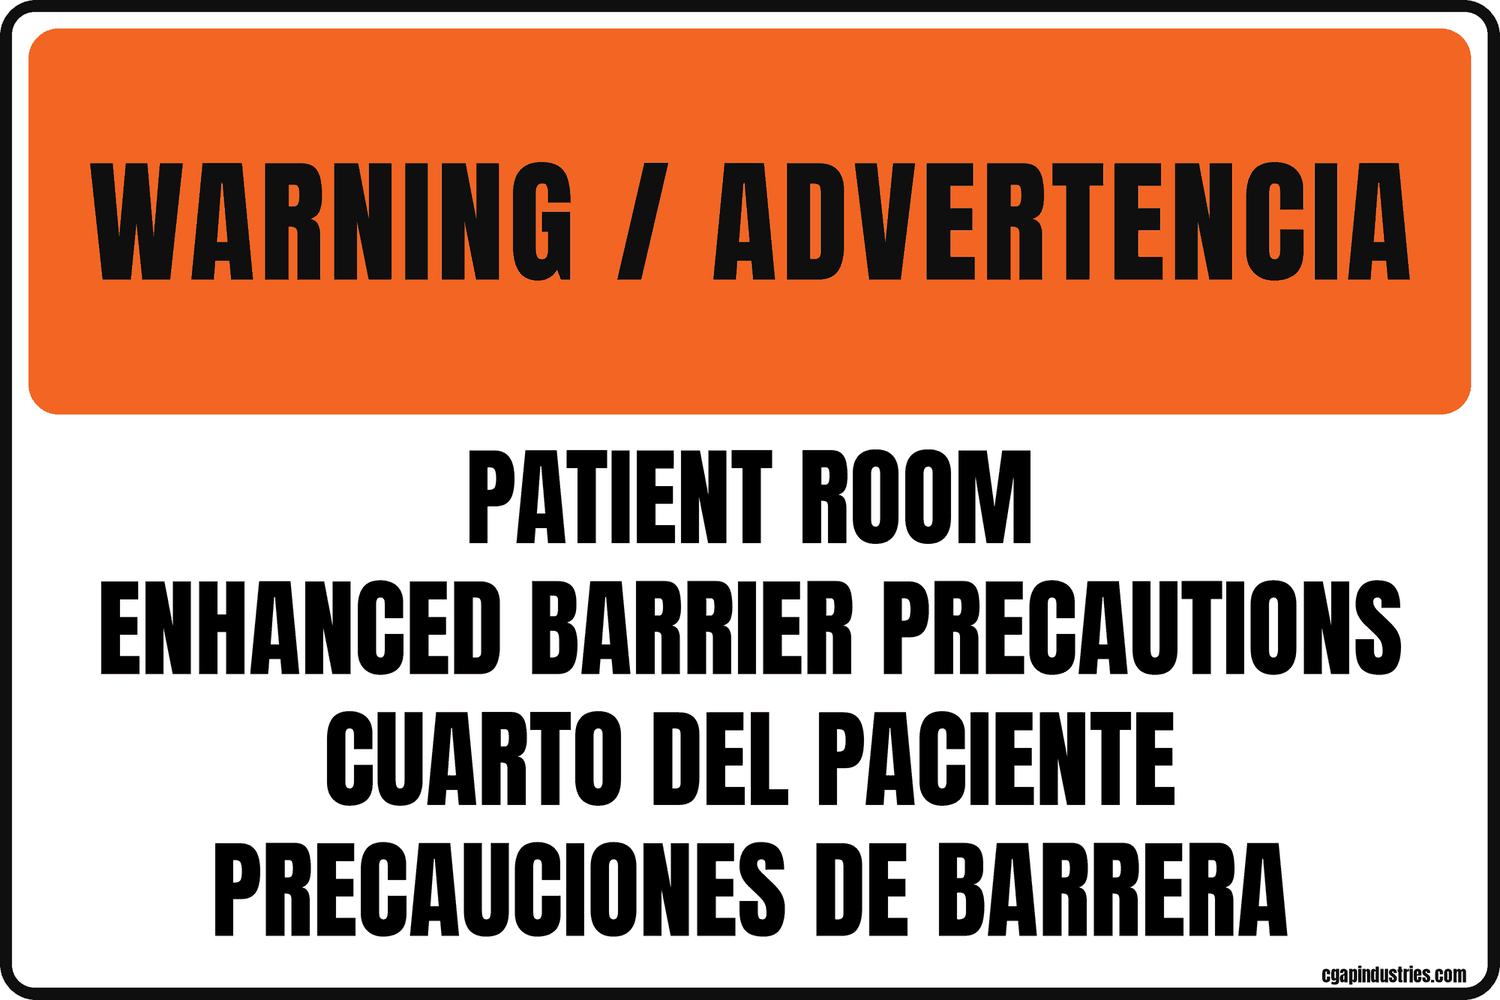 WARNING / ADVERTENCIA
PATIENT ROOM
ENHANCED BARRIER PRECAUTIONS
CUARTO DEL PACIENTE
PRECAUCIONES DE BARRERA
cgapindustries.com